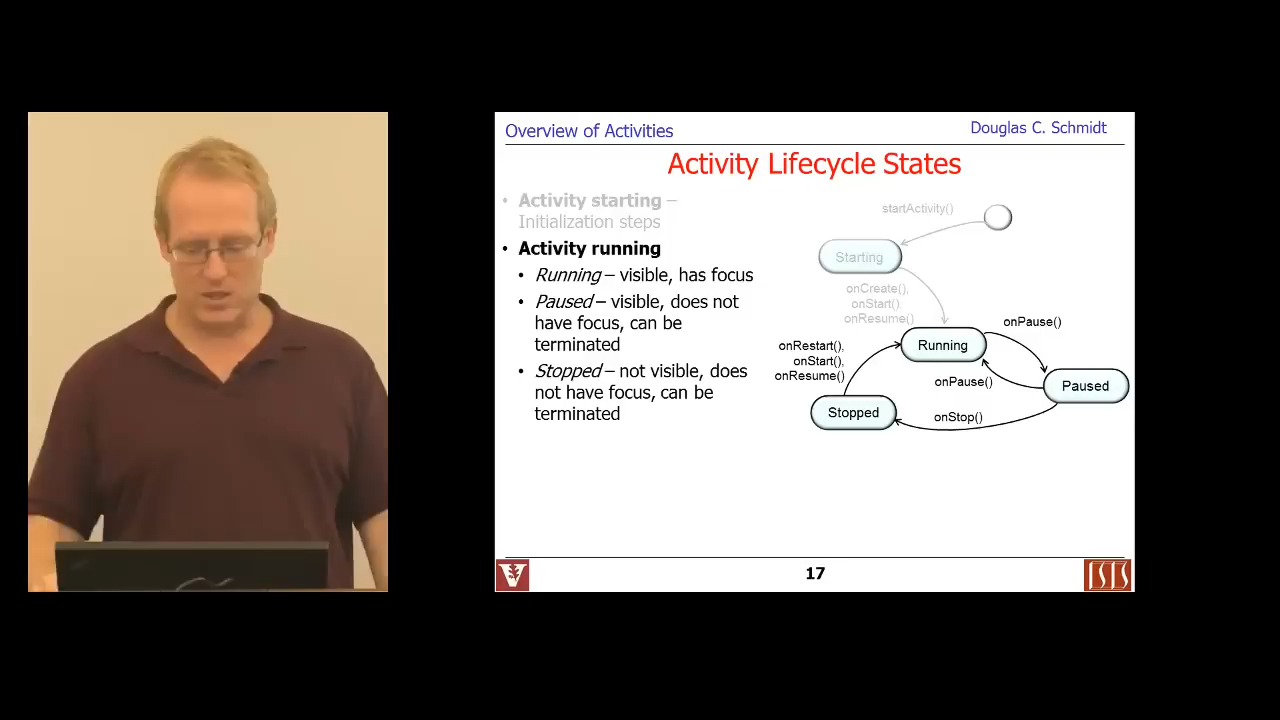 Overview of Activities
Douglas C. Schmidt
Activity Lifecycle States
• Activity starting –
Initialization steps
• Activity running
• Running – visible, has focus
• Paused – visible, does not
have focus, can be
terminated
• Stopped – not visible, does
not have focus, can be
terminated
startActivity()
Starting
onCreate(),
onStart().
onResume()
onPause()
Running
onRestart(),
onStart(),
onResume()
onPause()
Paused
Stopped
onStop()
V
17
ISIS